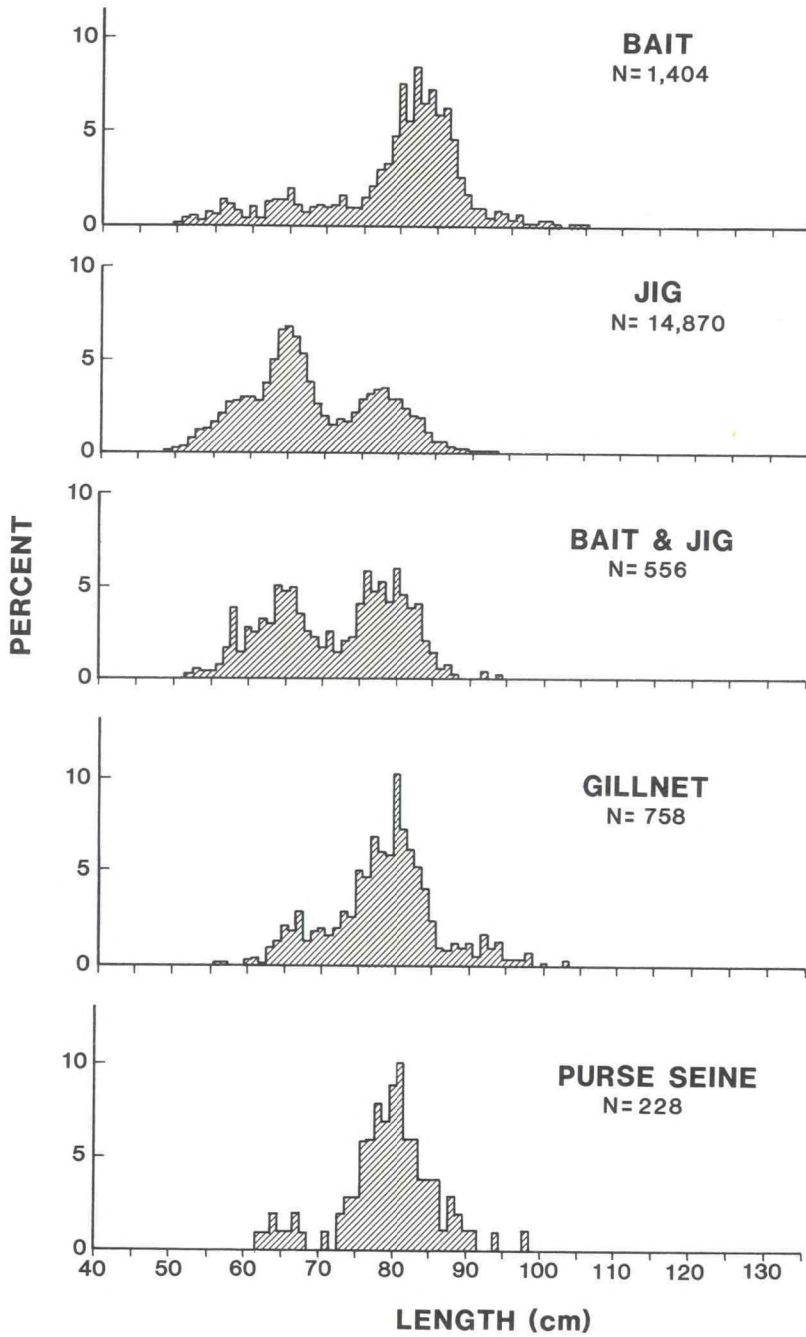 10
BAIT
N=1,404
5
0
10
JIG
N= 14,870
5
0
10
BAIT & JIG
N= 556
5
0
PERCENT
10
GILLNET
N= 758
5
0
10
PURSE SEINE
N= 228
5
0
40 50 60 70 80 90 100 110 120 130
LENGTH (cm)